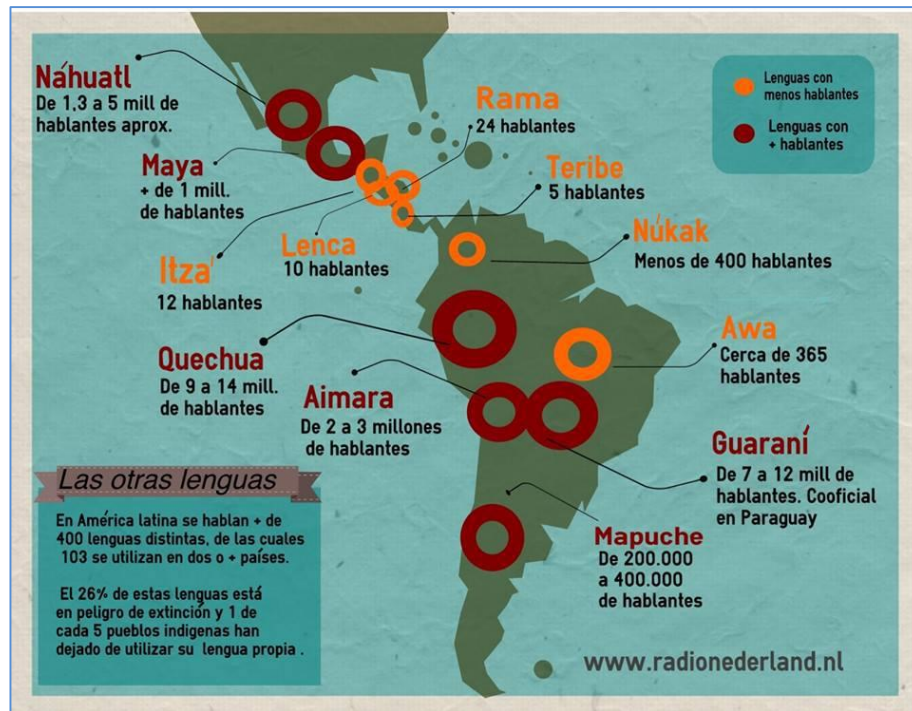 Náhuatl
De 1,3 a 5 mill de
hablantes aprox.
Maya
+ de 1 mill.
de hablantes
Itza'
12 hablantes
Lenca
10 hablantes
Rama
24 hablantes
Teribe
5 hablantes
Lenguas con
menos hablantes
Lenguas con
+ hablantes
Núkak
Menos de 400 hablantes
Awa
Cerca de 365
hablantes
Quechua
De 9 a 14 mill.
de hablantes
Aimara
De 2 a 3 millones
de hablantes
Guaraní
De 7 a 12 mill de
hablantes. Cooficial
en Paraguay
Mapuche
De 200.000
a 400.000
de hablantes
Las otras lenguas
En América latina se hablan + de
400 lenguas distintas, de las cuales
103 se utilizan en dos o + países.
El 26% de estas lenguas está
en peligro de extinción y 1 de
cada 5 pueblos indigenas han
dejado de utilizar su lengua propia .
www.radionederland.nl